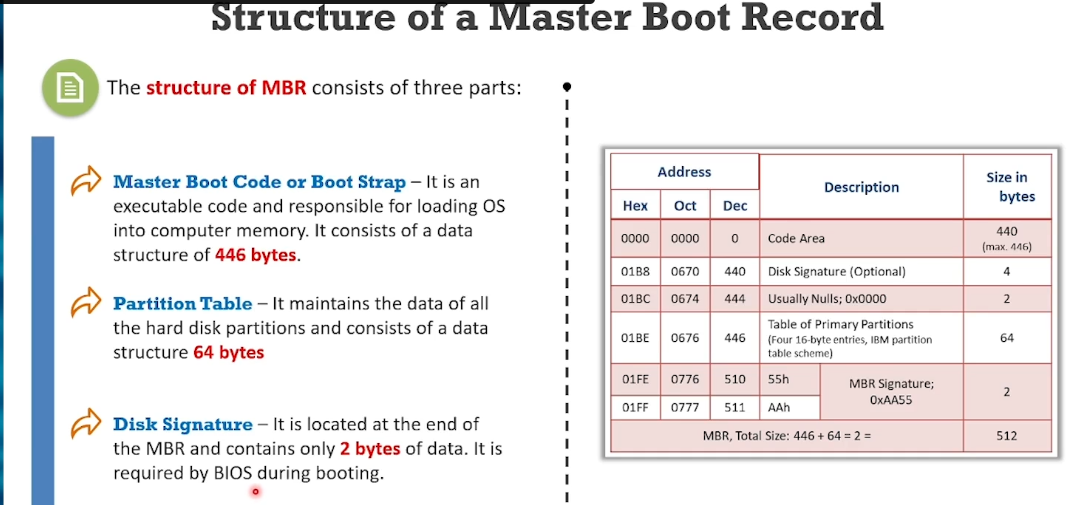 Structure of a Master Boot Record
The structure of MBR consists of three parts:
Master Boot Code or Boot Strap – It is an
executable code and responsible for loading OS
into computer memory. It consists of a data
structure of 446 bytes.
Partition Table – It maintains the data of all
the hard disk partitions and consists of a data
structure 64 bytes
Disk Signature – It is located at the end of
the MBR and contains only 2 bytes of data. It is
required by BIOS during booting.
Address Description Size in bytes
Hex Oct Dec
0000 0000 0 Code Area 440 (max. 446)
01B8 0670 440 Disk Signature (Optional) 4
01BC 0674 444 Usually Nulls; 0x0000 2
01BE 0676 446 Table of Primary Partitions (Four 16-byte entries, IBM partition table scheme) 64
01FE 0776 510 55h MBR Signature; 0xAA55 2
01FF 0777 511 AAh
MBR, Total Size: 446 + 64 = 2 = 512